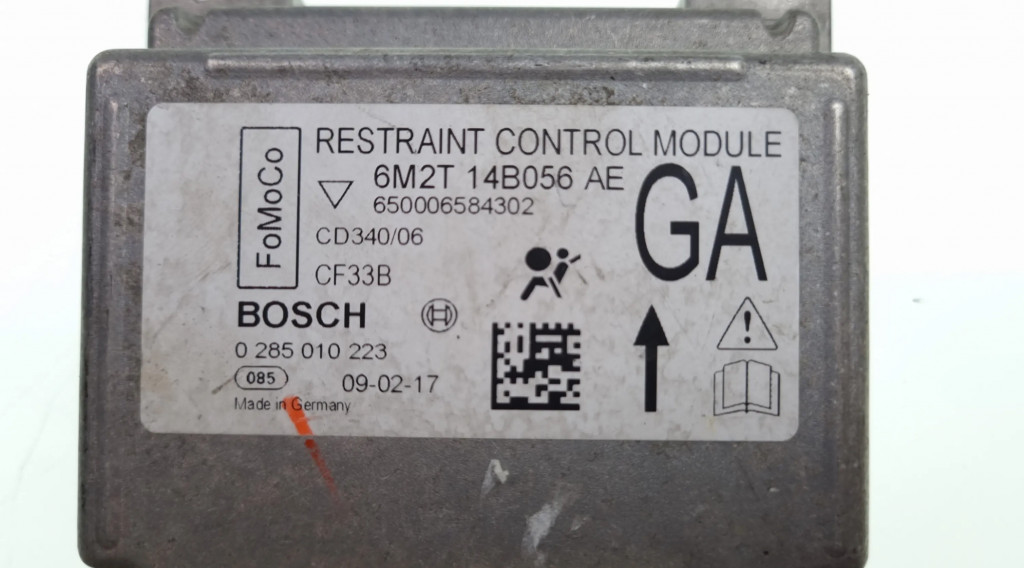 FoMoCo
RESTRAINT CONTROL MODULE
6M2T 14B056 AE
650006584302
GA
CD340/06
CF33B
BOSCH
0 285 010 223
085 09-02-17
Made in Germany